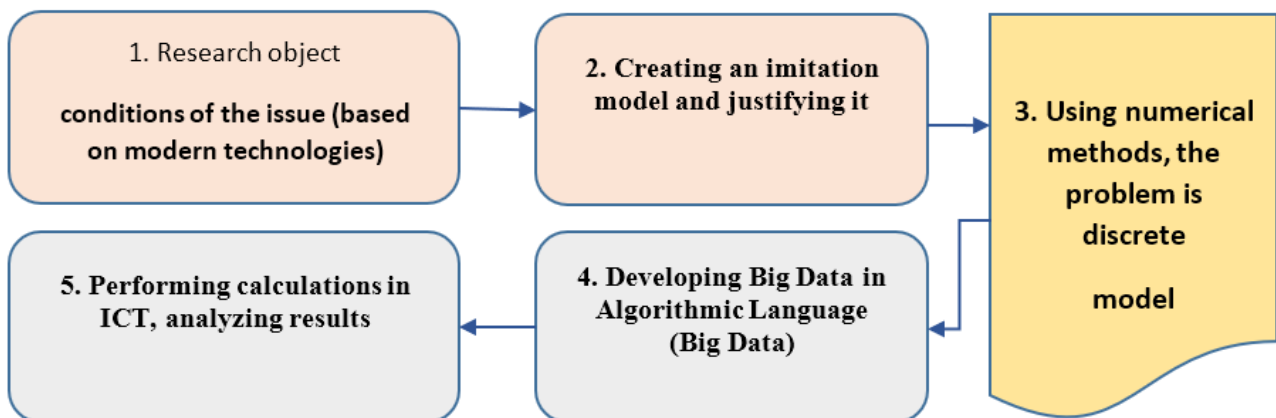 1. Research object
conditions of the issue (based
on modern technologies)
2. Creating an imitation
model and justifying it
3. Using numerical
methods, the
problem is
discrete
model
4. Developing Big Data in
Algorithmic Language
(Big Data)
5. Performing calculations in
ICT, analyzing results